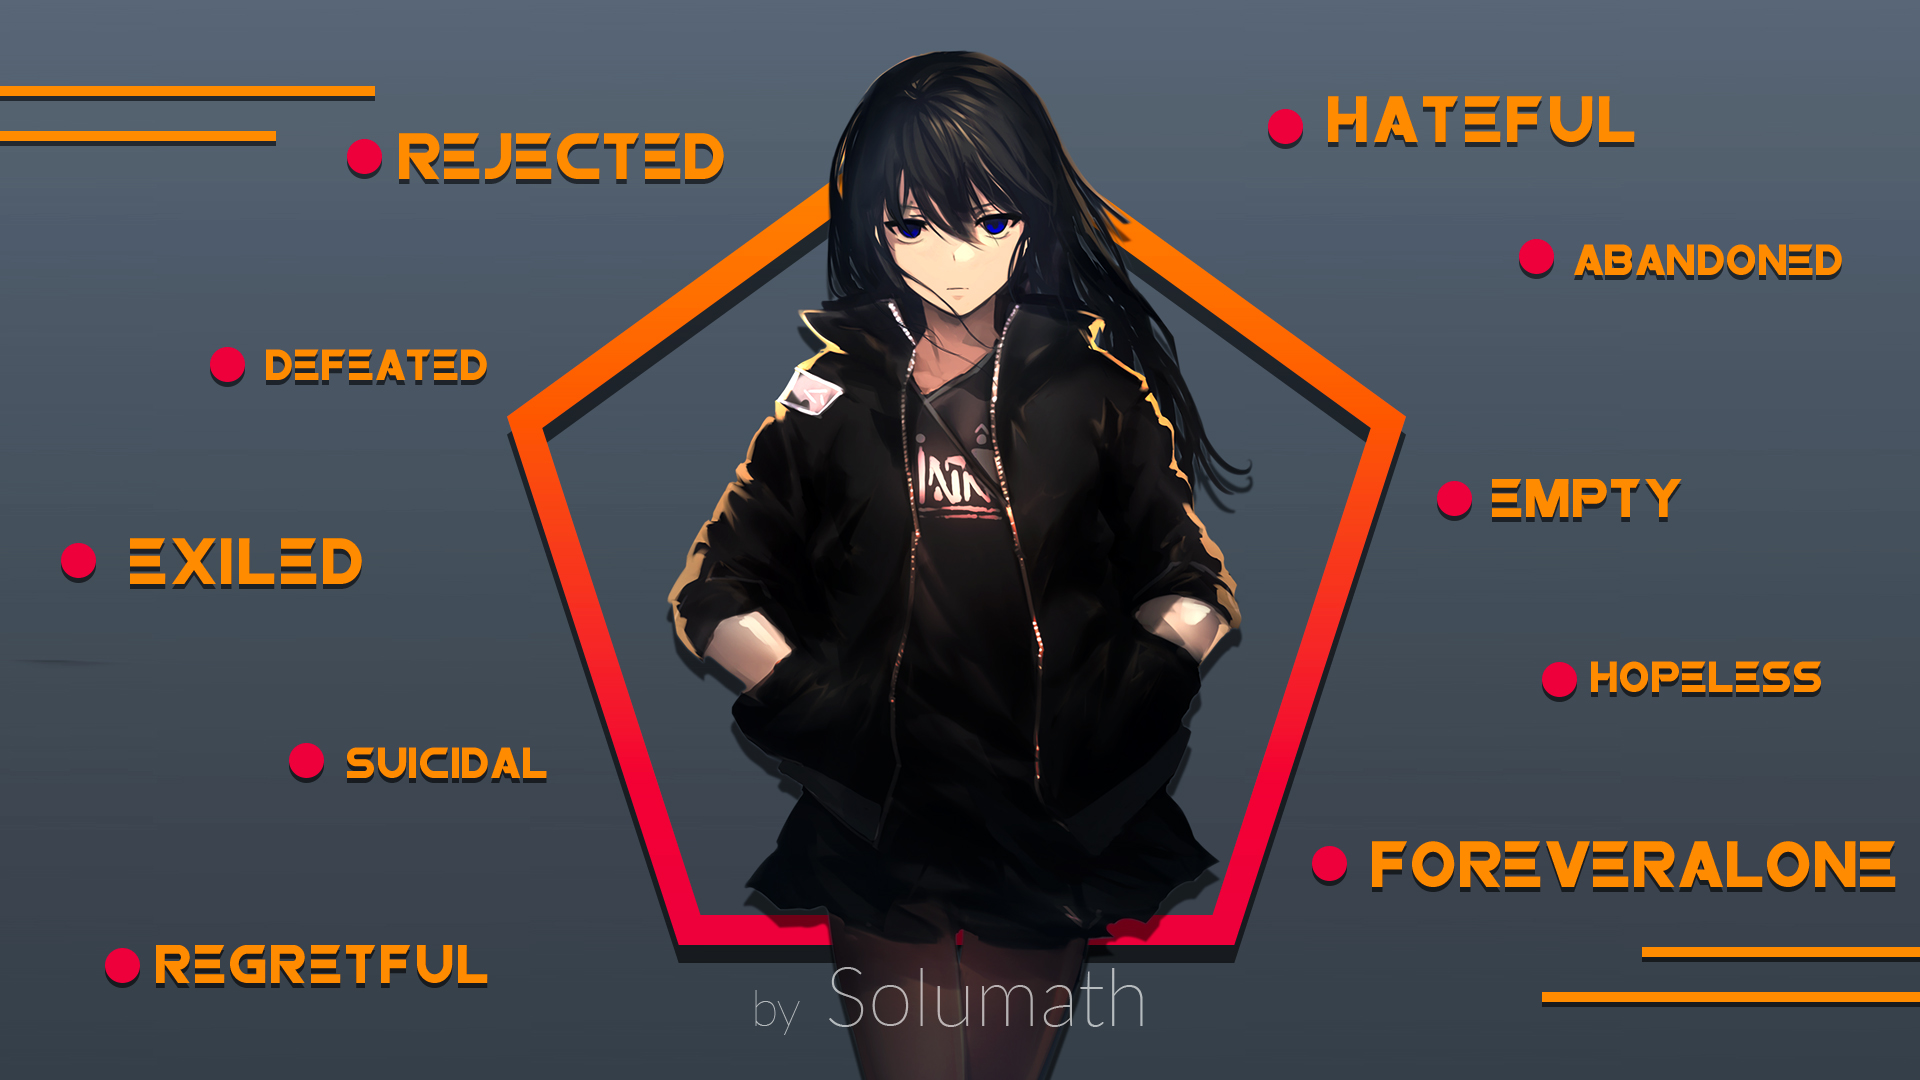 REJECTED
DEFEATED
EXILED
SUICIDAL
REGRETFUL
HATEFUL
ABANDONED
EMPTY
HOPELESS
FOREVERALONE
by Solumath